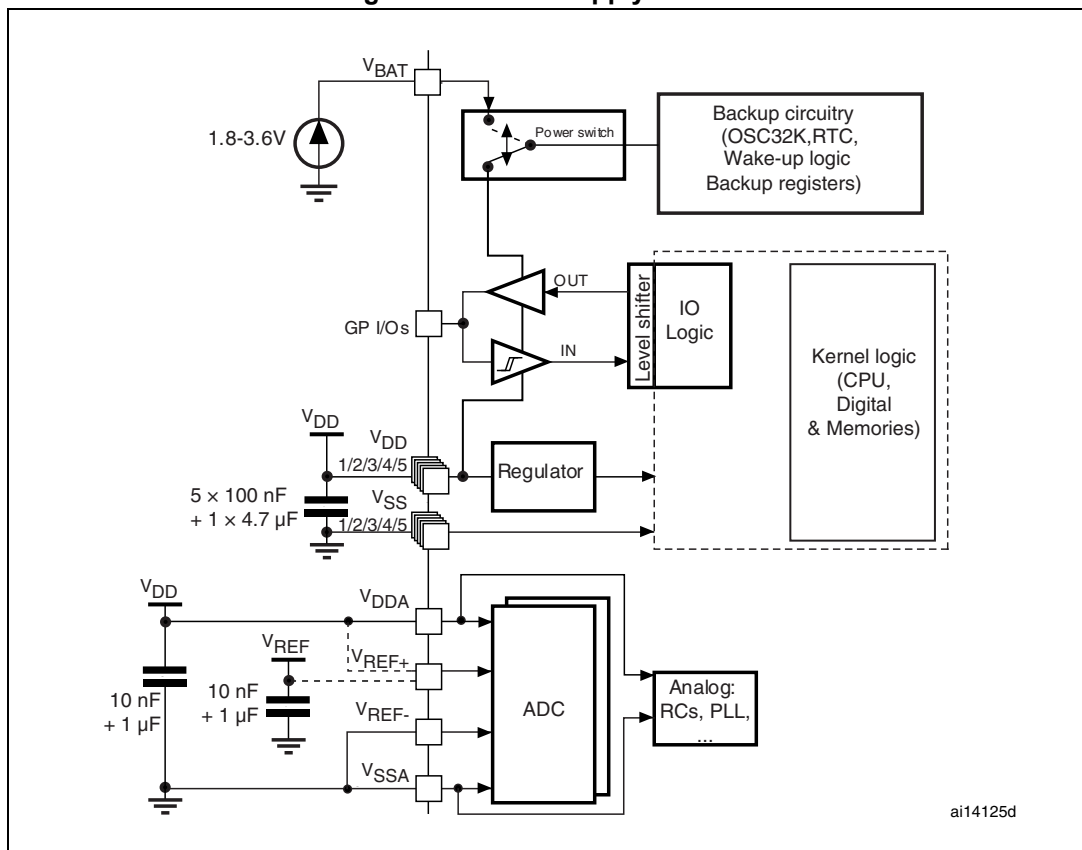 VBAT
1.8-3.6V
Power switch
Backup circuitry
(OSC32K,RTC,
Wake-up logic
Backup registers)
OUT
GP I/Os
IN
Level shifter
IO
Logic
Kernel logic
(CPU,
Digital
& Memories)
VDD
VDD
1/2/3/4/5
Regulator
5 × 100 nF
+ 1 × 4.7 µF
VSS
1/2/3/4/5
VDD
VDDA
VREF
VREF+
10 nF
+ 1 µF
10 nF
+ 1 µF
VREF-
ADC
Analog:
RCs, PLL,
...
VSSA
ai14125d